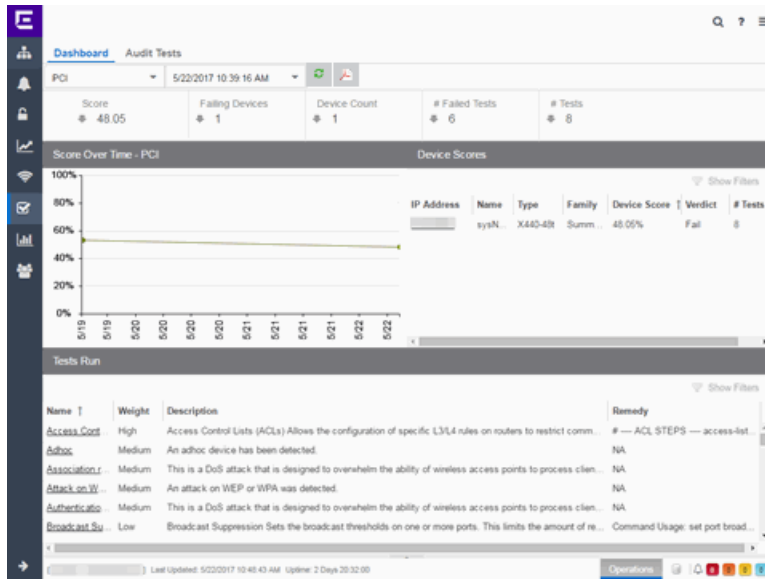 E
Dashboard Audit Tests
PCI 5/22/2017 10:39:16 AM
Score Failing Devices Device Count # Failed Tests # Tests
48.05 1 1 6 8
Score Over Time - PCI Device Scores
Show Filters
100%
80%
60%
40%
20%
0%
5/19 5/19 5/20 5/20 5/20 5/20 5/21 5/21 5/21 5/21 5/22 5/22 5/22
IP Address Name Type Family Device Score Verdict # Tests
sysN... X440-48t Summ... 48.05% Fail 8
Tests Run
Show Filters
Name Weight Description Remedy
Access Cont... High Access Control Lists (ACLs) Allows the configuration of specific L3/L4 rules on routers to restrict comm... # --- ACL STEPS --- access-list...
Adhoc Medium An adhoc device has been detected. NA
Association r... Medium This is a DoS attack that is designed to overwhelm the ability of wireless access points to process clien... NA
Attack on W... Medium An attack on WEP or WPA was detected. NA
Authenticatio... Medium This is a DoS attack that is designed to overwhelm the ability of wireless access points to process clien... NA
Broadcast Su... Low Broadcast Suppression Sets the broadcast thresholds on one or more ports. This limits the amount of re... Command Usage: set port broad...
Last Updated: 5/22/2017 10:48:43 AM Uptime: 2 Days 20:32:00 Operations